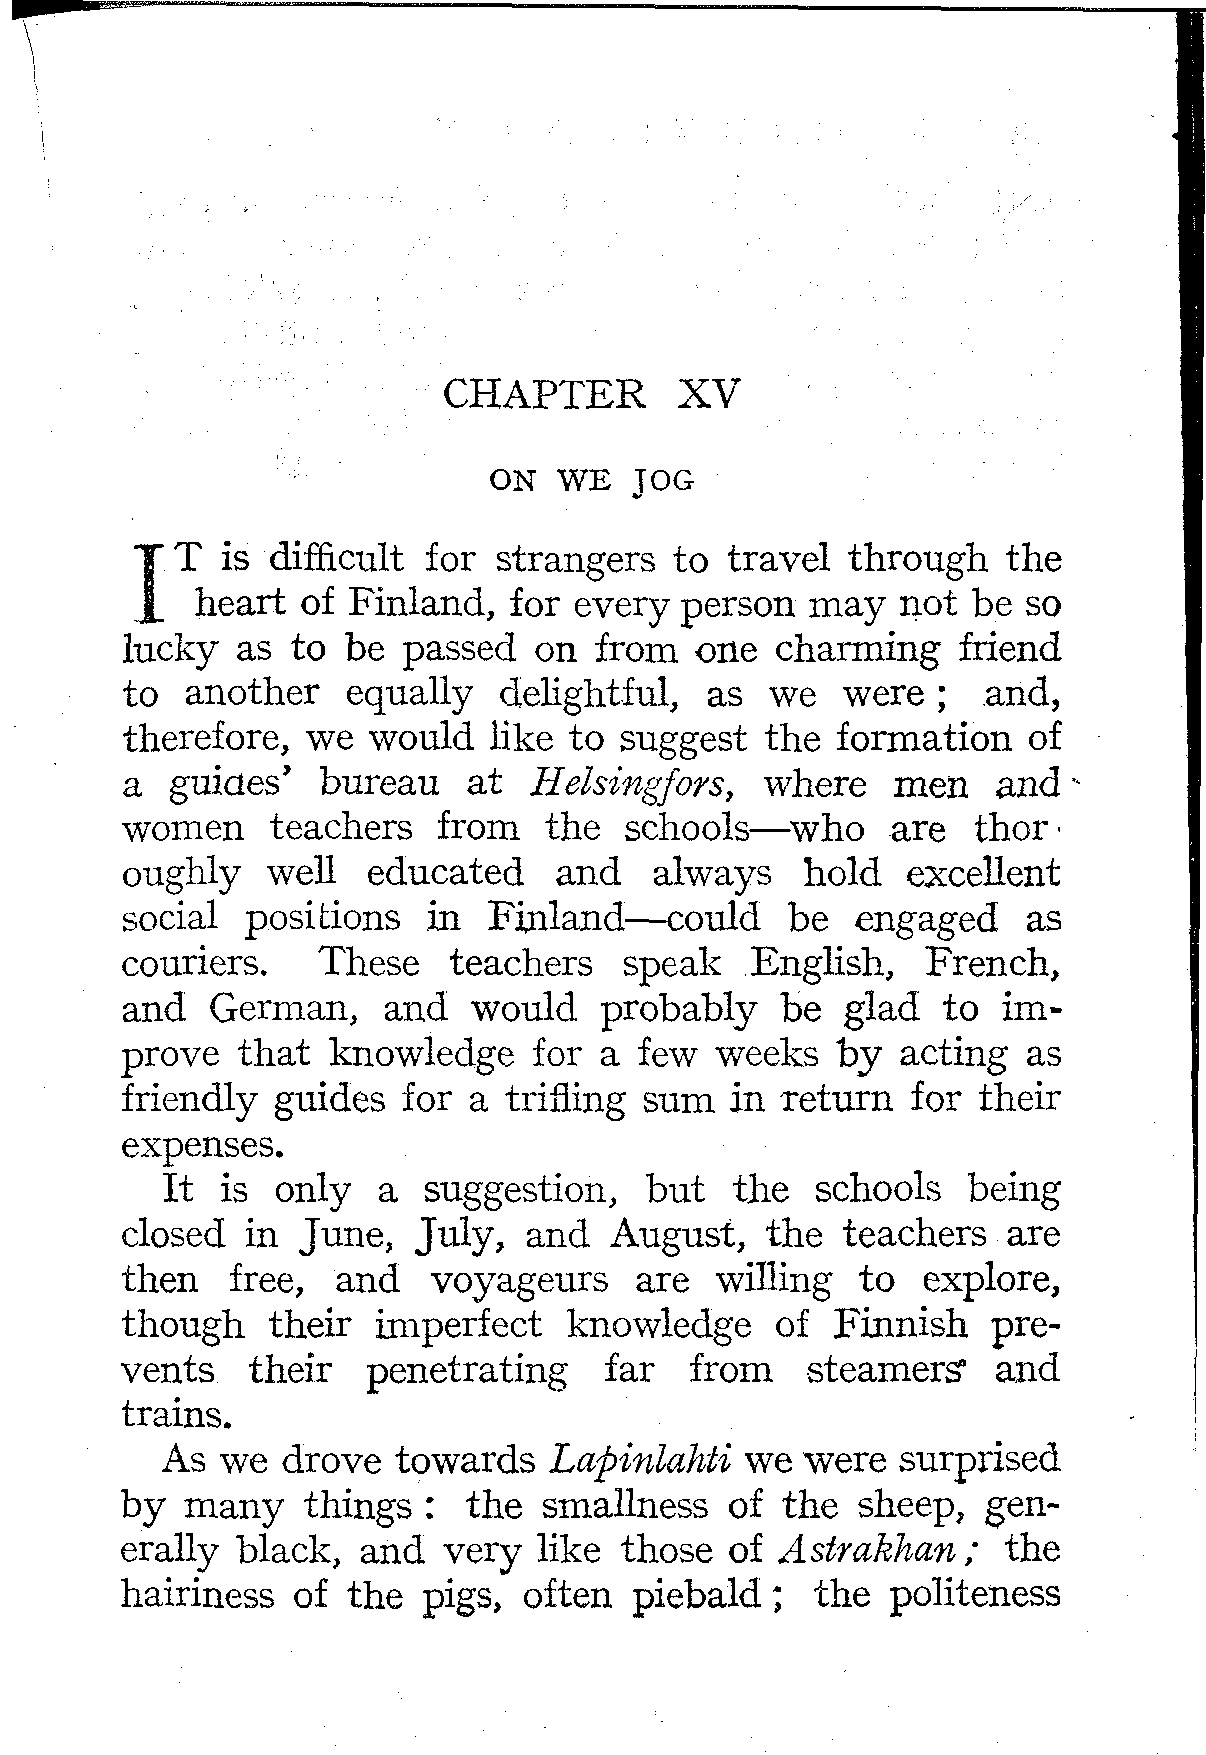 CHAPTER XV
ON WE JOG
IT is difficult for strangers to travel through the
heart of Finland, for every person may not be so
lucky as to be passed on from one charming friend
to another equally delightful, as we were ; and,
therefore, we would like to suggest the formation of
a guides' bureau at Helsingfors, where men and
women teachers from the schools—who are thor-
oughly well educated and always hold excellent
social positions in Finland—could be engaged as
couriers. These teachers speak English, French,
and German, and would probably be glad to im-
prove that knowledge for a few weeks by acting as
friendly guides for a trifling sum in return for their
expenses.
It is only a suggestion, but the schools being
closed in June, July, and August, the teachers are
then free, and voyageurs are willing to explore,
though their imperfect knowledge of Finnish pre-
vents their penetrating far from steamers and
trains.
As we drove towards Lapinlahti we were surprised
by many things : the smallness of the sheep, gen-
erally black, and very like those of Astrakhan ; the
hairiness of the pigs, often piebald ; the politeness